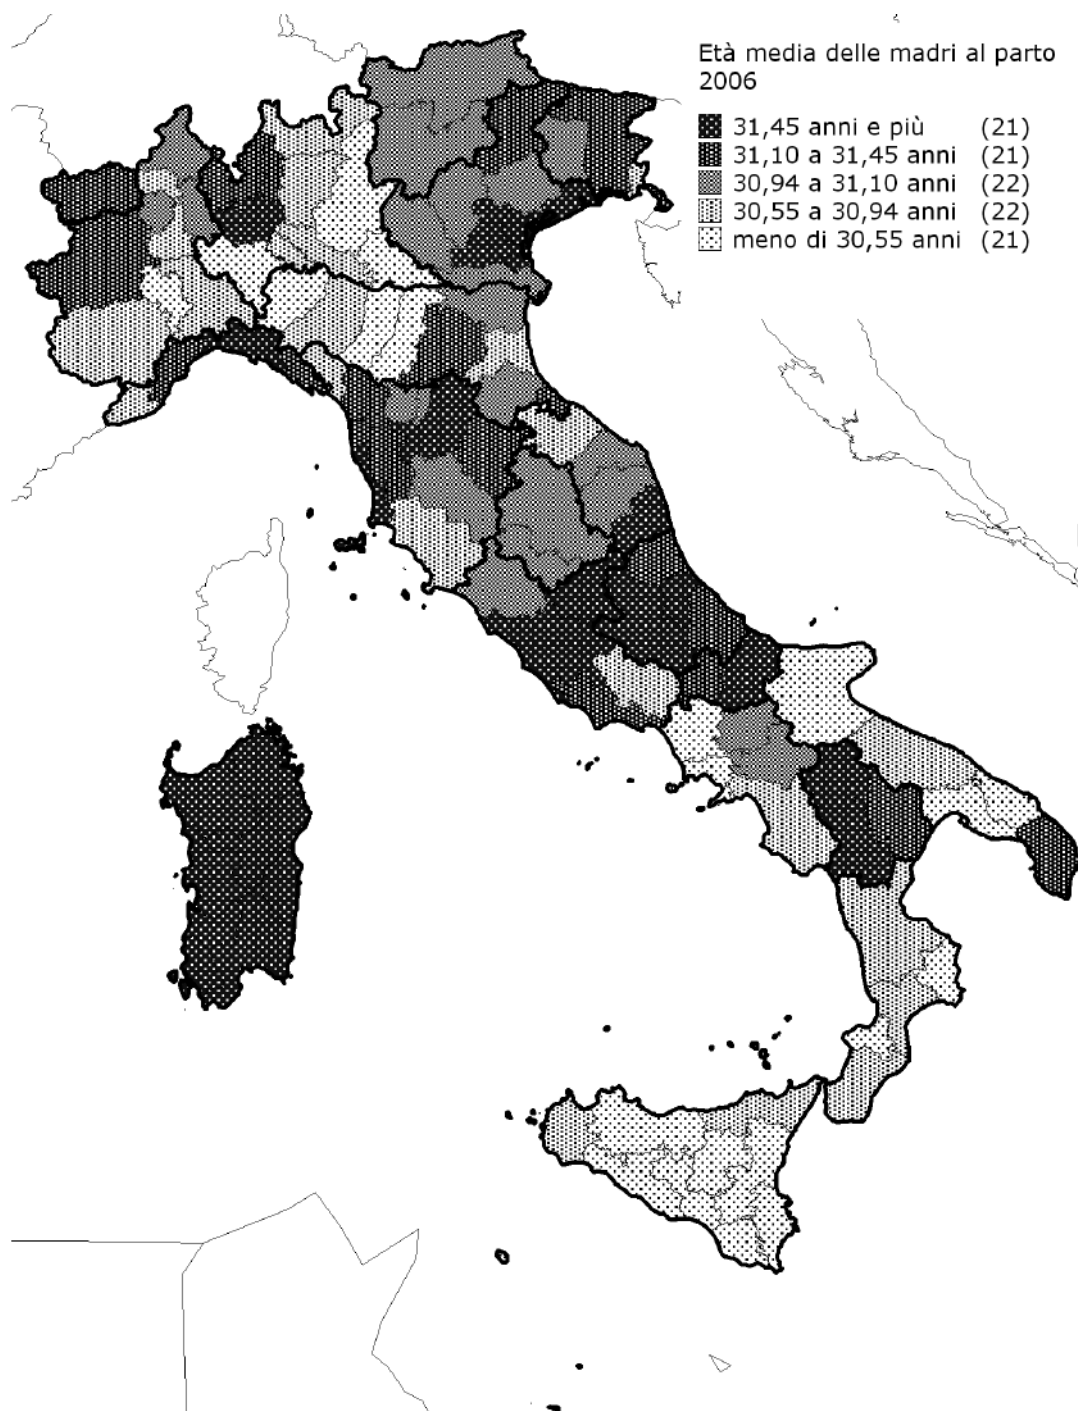 Età media delle madri al parto
2006
31,45 anni e più (21)
31,10 a 31,45 anni (21)
30,94 a 31,10 anni (22)
30,55 a 30,94 anni (22)
meno di 30,55 anni (21)